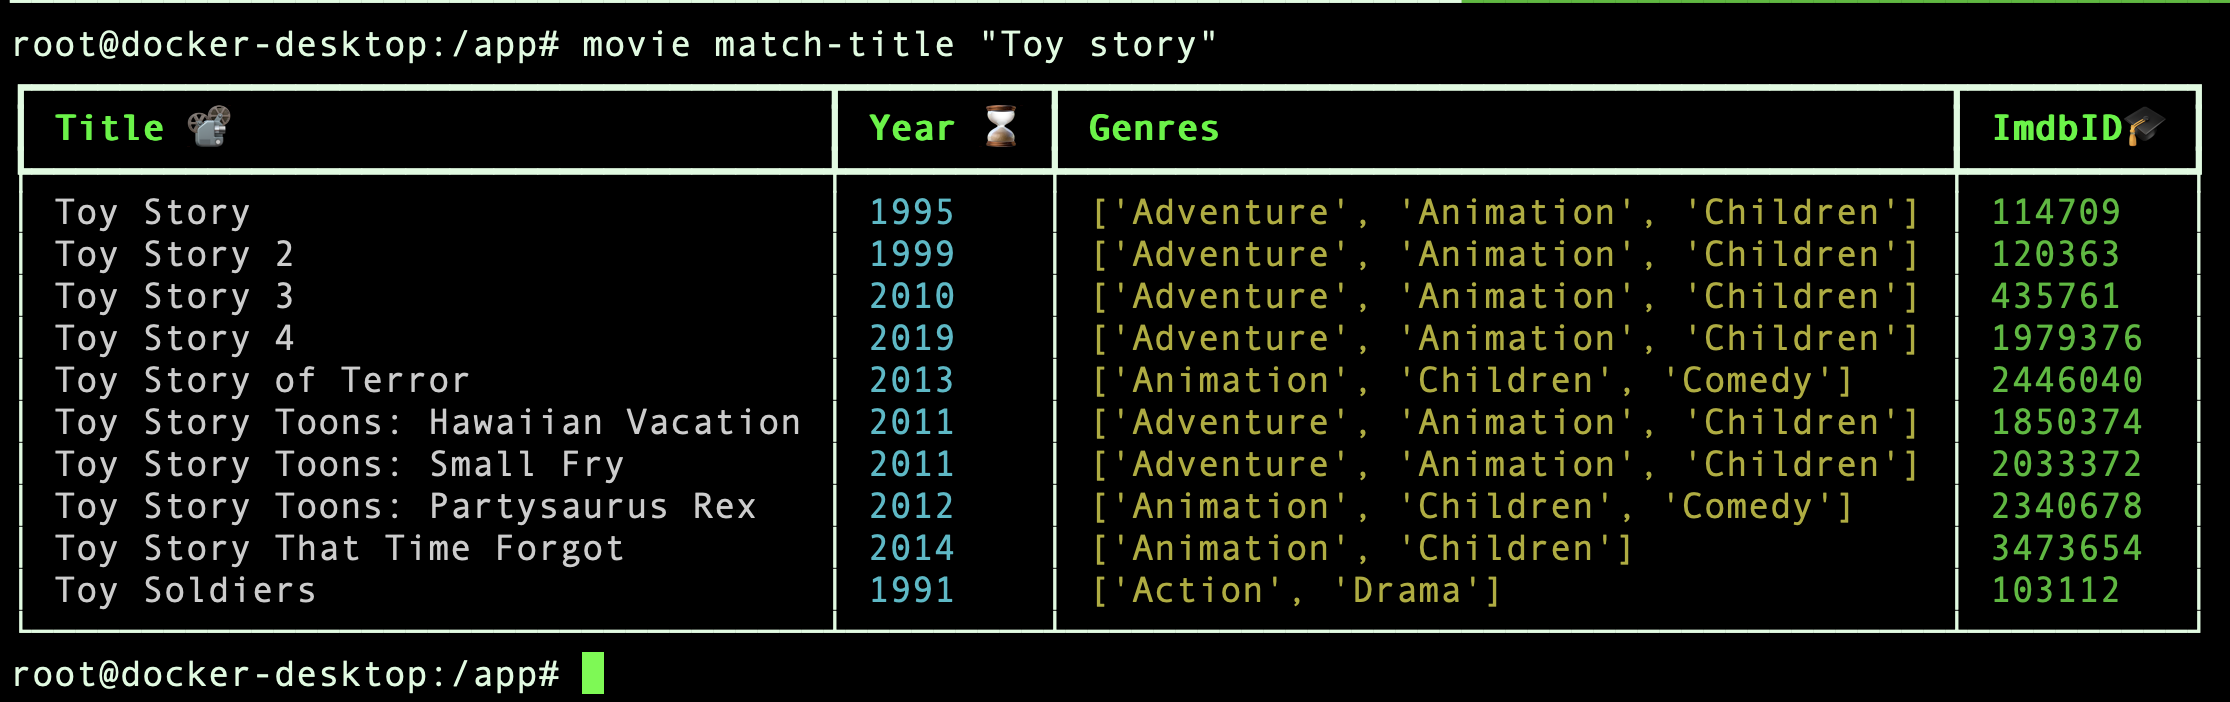 root@docker-desktop:/app# movie match-title "Toy story"
Title 📽 Year ⏳ Genres ImdbID🎓
Toy Story 1995 ['Adventure', 'Animation', 'Children'] 114709
Toy Story 2 1999 ['Adventure', 'Animation', 'Children'] 120363
Toy Story 3 2010 ['Adventure', 'Animation', 'Children'] 435761
Toy Story 4 2019 ['Adventure', 'Animation', 'Children'] 1979376
Toy Story of Terror 2013 ['Animation', 'Children', 'Comedy'] 2446040
Toy Story Toons: Hawaiian Vacation 2011 ['Adventure', 'Animation', 'Children'] 1850374
Toy Story Toons: Small Fry 2011 ['Adventure', 'Animation', 'Children'] 2033372
Toy Story Toons: Partysaurus Rex 2012 ['Animation', 'Children', 'Comedy'] 2340678
Toy Story That Time Forgot 2014 ['Animation', 'Children'] 3473654
Toy Soldiers 1991 ['Action', 'Drama'] 103112
root@docker-desktop:/app#